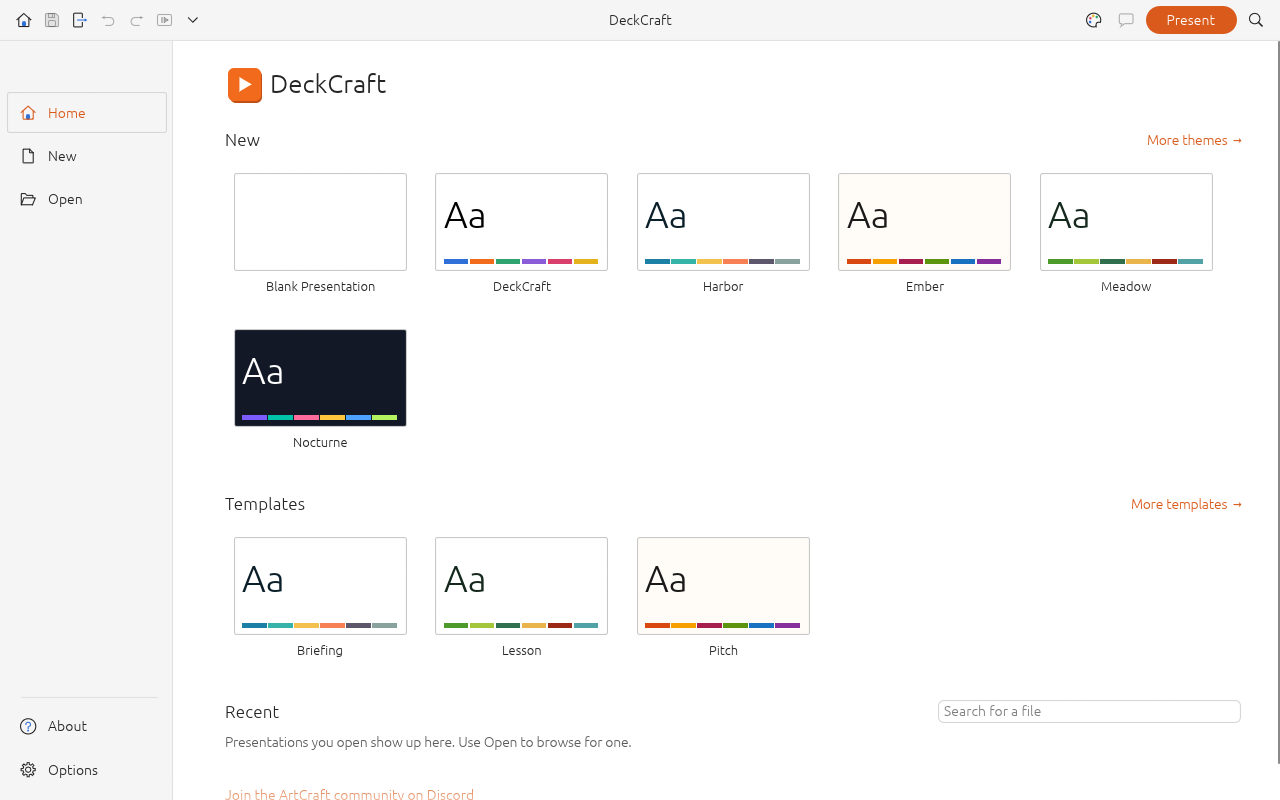 DeckCraft
Present
Home
New
Open
About
Options
DeckCraft
New
More themes →
Blank Presentation
Aa
DeckCraft
Aa
Harbor
Aa
Ember
Aa
Meadow
Aa
Nocturne
Templates
More templates →
Aa
Briefing
Aa
Lesson
Aa
Pitch
Recent
Search for a file
Presentations you open show up here. Use Open to browse for one.
Join the ArtCraft community on Discord